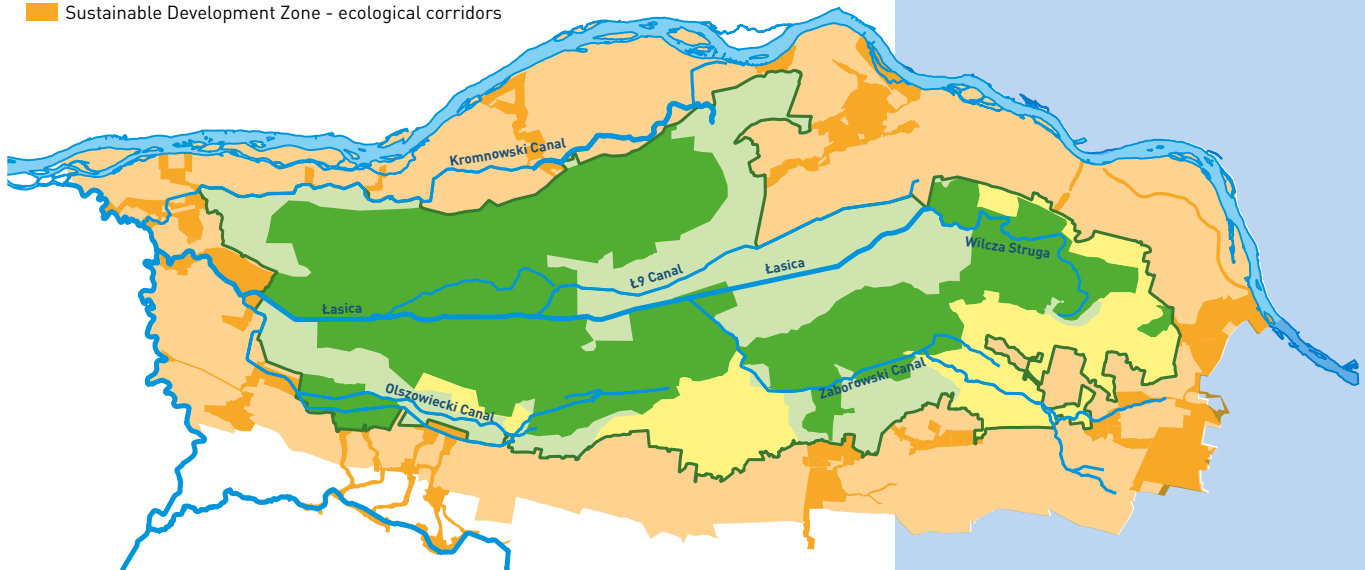 Sustainable Development Zone - ecological corridors
Kromnowski Canal
Wilcza Struga
Ł9 Canal
Łasica
Łasica
Zaborowski Canal
Olszowiecki Canal